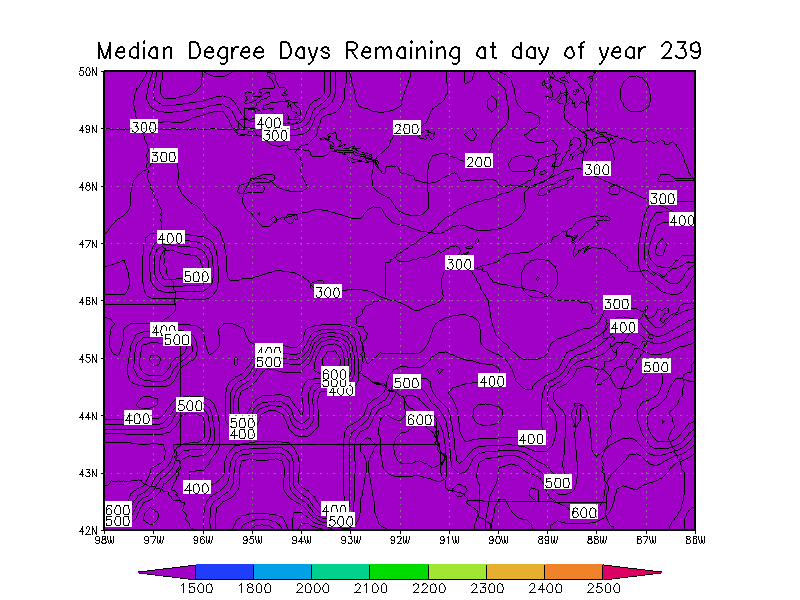 Median Degree Days Remaining at day of year 239
50N
300 400 300 200
49N
300 200 300
48N
300
400 400
47N
500 300
300
46N
300
400 500 400
400 500 500
45N
600 500 400 500 400
500
400 500 600
44N
500 400 400
43N
400 500
600 500 400 500 600
42N
98W 97W 96W 95W 94W 93W 92W 91W 90W 89W 88W 87W 86W
1500 1800 2000 2100 2200 2300 2400 2500